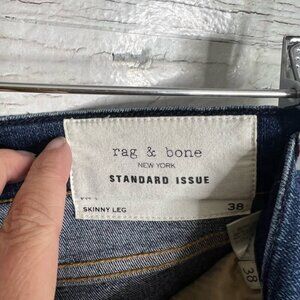 rag & bone
NEW YORK
STANDARD ISSUE
SKINNY LEG 38
38